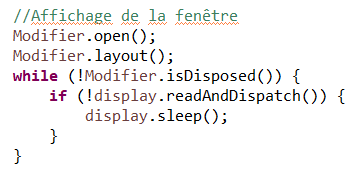 //Affichage de la fenêtre
Modifier.open();
Modifier.layout();
while (!Modifier.isDisposed()) {
    if (!display.readAndDispatch()) {
        display.sleep();
    }
}